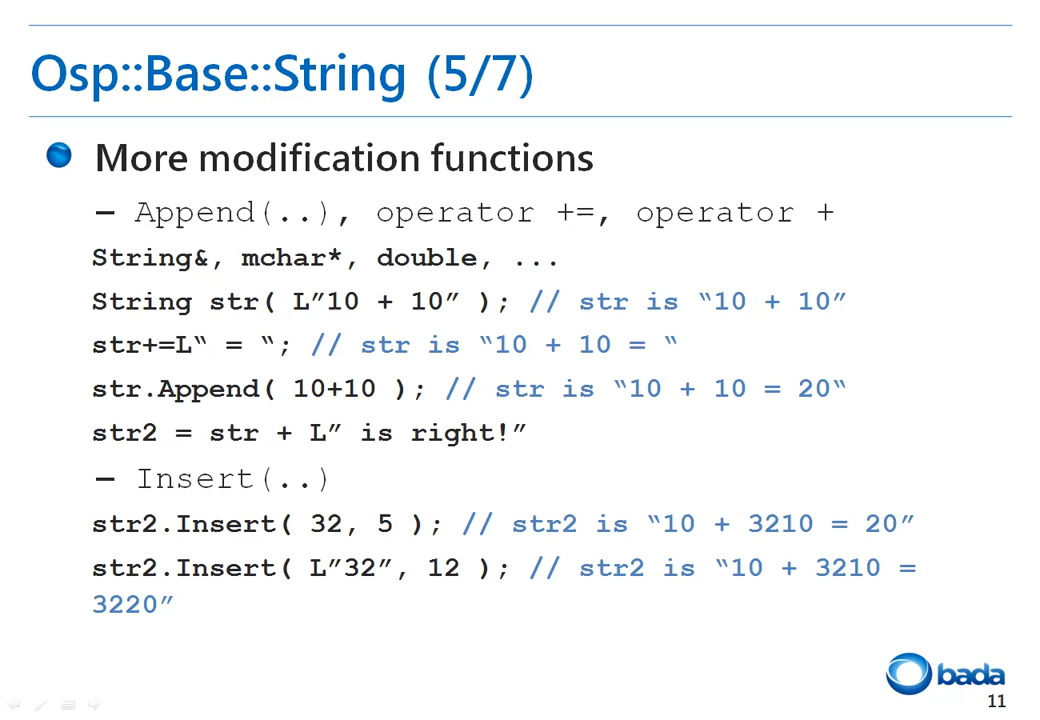 Osp::Base::String (5/7)
More modification functions
– Append(..), operator +=, operator +
String&, mchar*, double, ...
String str( L”10 + 10” ); // str is “10 + 10”
str+=L“ = “; // str is “10 + 10 = “
str.Append( 10+10 ); // str is “10 + 10 = 20“
str2 = str + L” is right!”
– Insert(..)
str2.Insert( 32, 5 ); // str2 is “10 + 3210 = 20”
str2.Insert( L”32”, 12 ); // str2 is “10 + 3210 =
3220”
bada
11